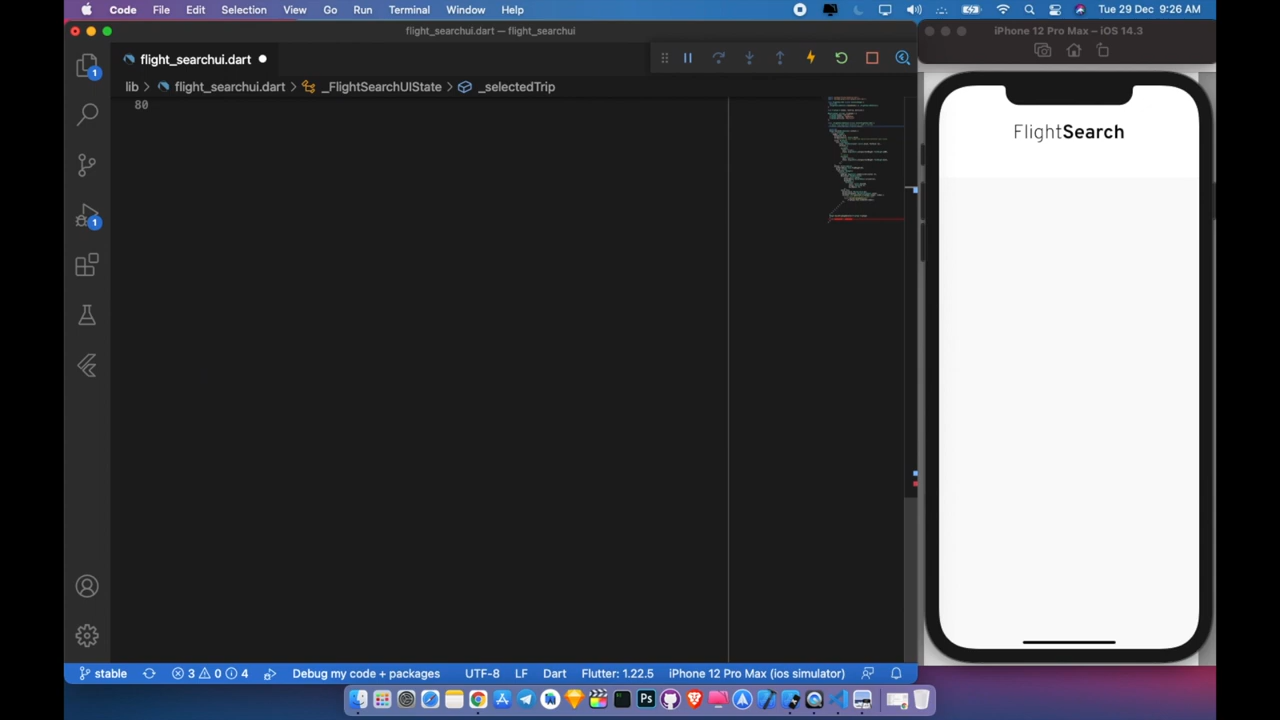 Code File Edit Selection View Go Run Terminal Window Help
Tue 29 Dec 9:26 AM
flight_searchui.dart — flight_searchui
iPhone 12 Pro Max – iOS 14.3
flight_searchui.dart
1
lib flight_searchui.dart _FlightSearchUIState _selectedTrip
80
FlightSearch
1
stable 3 0 4 Debug my code + packages UTF-8 LF Dart Flutter: 1.22.5 iPhone 12 Pro Max (ios simulator)
Ps